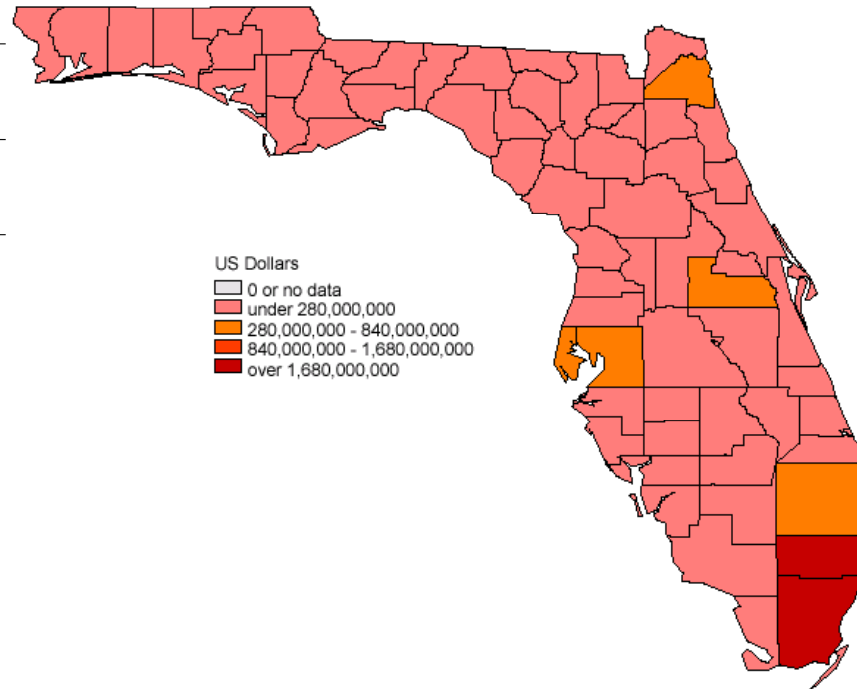 US Dollars
0 or no data
under 280,000,000
280,000,000 - 840,000,000
840,000,000 - 1,680,000,000
over 1,680,000,000